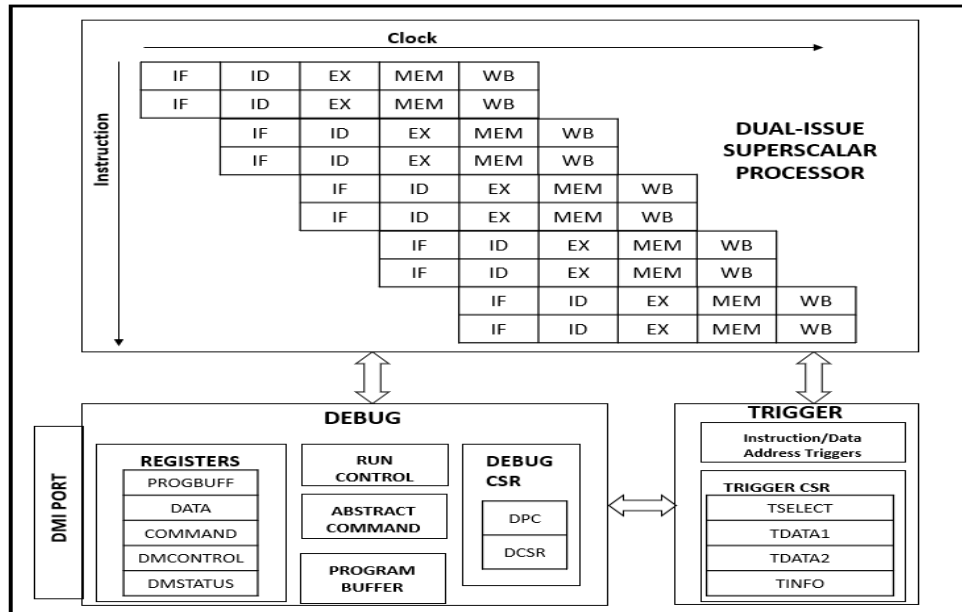 Clock
Instruction
IF ID EX MEM WB
IF ID EX MEM WB
IF ID EX MEM WB
IF ID EX MEM WB
IF ID EX MEM WB
IF ID EX MEM WB
IF ID EX MEM WB
IF ID EX MEM WB
IF ID EX MEM WB
IF ID EX MEM WB
DUAL-ISSUE
SUPERSCALAR
PROCESSOR
DMI PORT
DEBUG
REGISTERS
PROGBUFF
DATA
COMMAND
DMCONTROL
DMSTATUS
RUN
CONTROL
ABSTRACT
COMMAND
PROGRAM
BUFFER
DEBUG
CSR
DPC
DCSR
TRIGGER
Instruction/Data
Address Triggers
TRIGGER CSR
TSELECT
TDATA1
TDATA2
TINFO